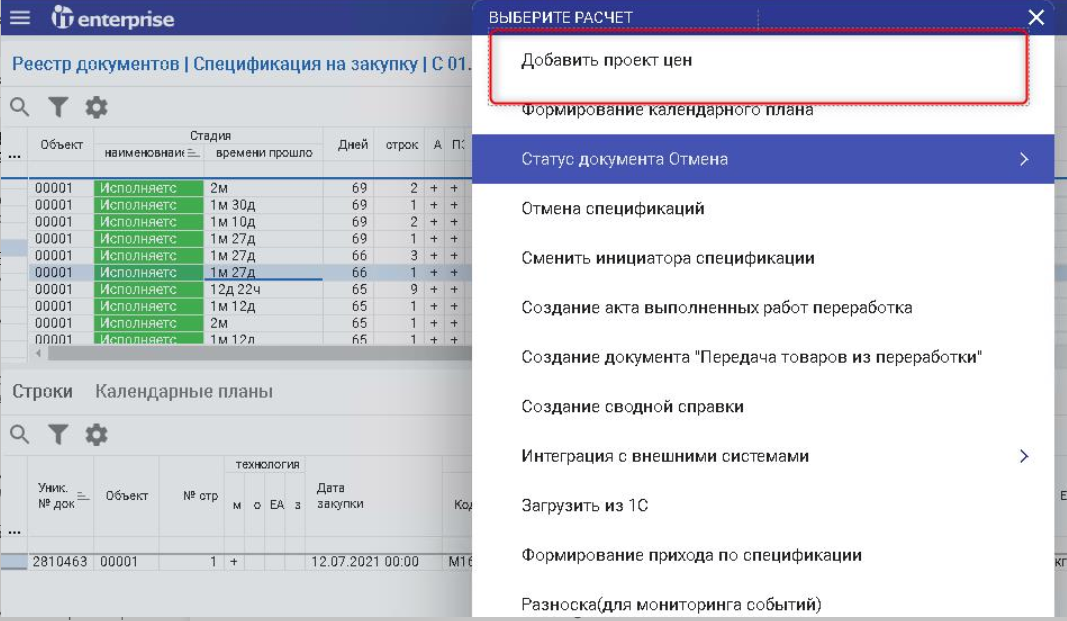 enterprise
ВЫБЕРИТЕ РАСЧЕТ
Реестр документов | Спецификация на закупку | С 01.
Добавить проект цен
Формирование календарного плана
Статус документа Отмена
Отмена спецификаций
Сменить инициатора спецификации
Создание акта выполненных работ переработка
Создание документа "Передача товаров из переработки"
Создание сводной справки
Интеграция с внешними системами
Загрузить из 1С
Формирование прихода по спецификации
Разноска(для мониторинга событий)
Стадия
... Объект наименовнаи времени прошло Дней строк А
00001 Исполняетс 2м 69 2 + +
00001 Исполняетс 1м 30д 69 1 + +
00001 Исполняетс 1м 10д 69 2 + +
00001 Исполняетс 1м 27д 69 1 + +
00001 Исполняетс 1м 27д 66 3 + +
00001 Исполняетс 1м 27д 66 1 + +
00001 Исполняетс 12д 22ч 65 9 + +
00001 Исполняетс 1м 12д 65 1 + +
00001 Исполняетс 2м 65 1 + +
00001 Исполняетс 1м 12д 65 1 + +
Строки Календарные планы
технология
Уник. Дата
№ док Объект № стр м о ЕА з закупки Код
...
2810463 00001 1 + 12.07.2021 00:00 М16